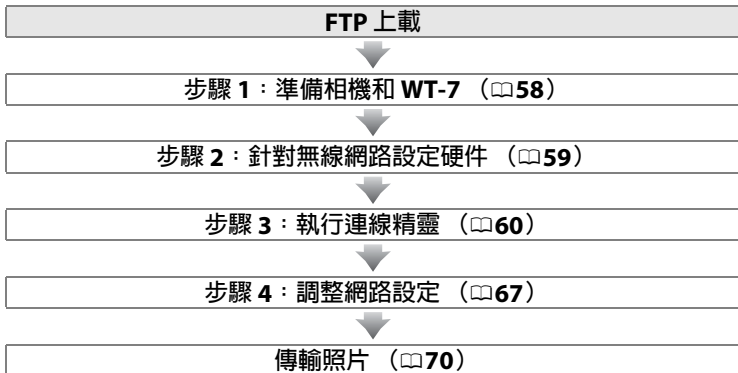 FTP 上載
步驟 1：準備相機和 WT-7 （📖58）
步驟 2：針對無線網路設定硬件 （📖59）
步驟 3：執行連線精靈 （📖60）
步驟 4：調整網路設定 （📖67）
傳輸照片 （📖70）